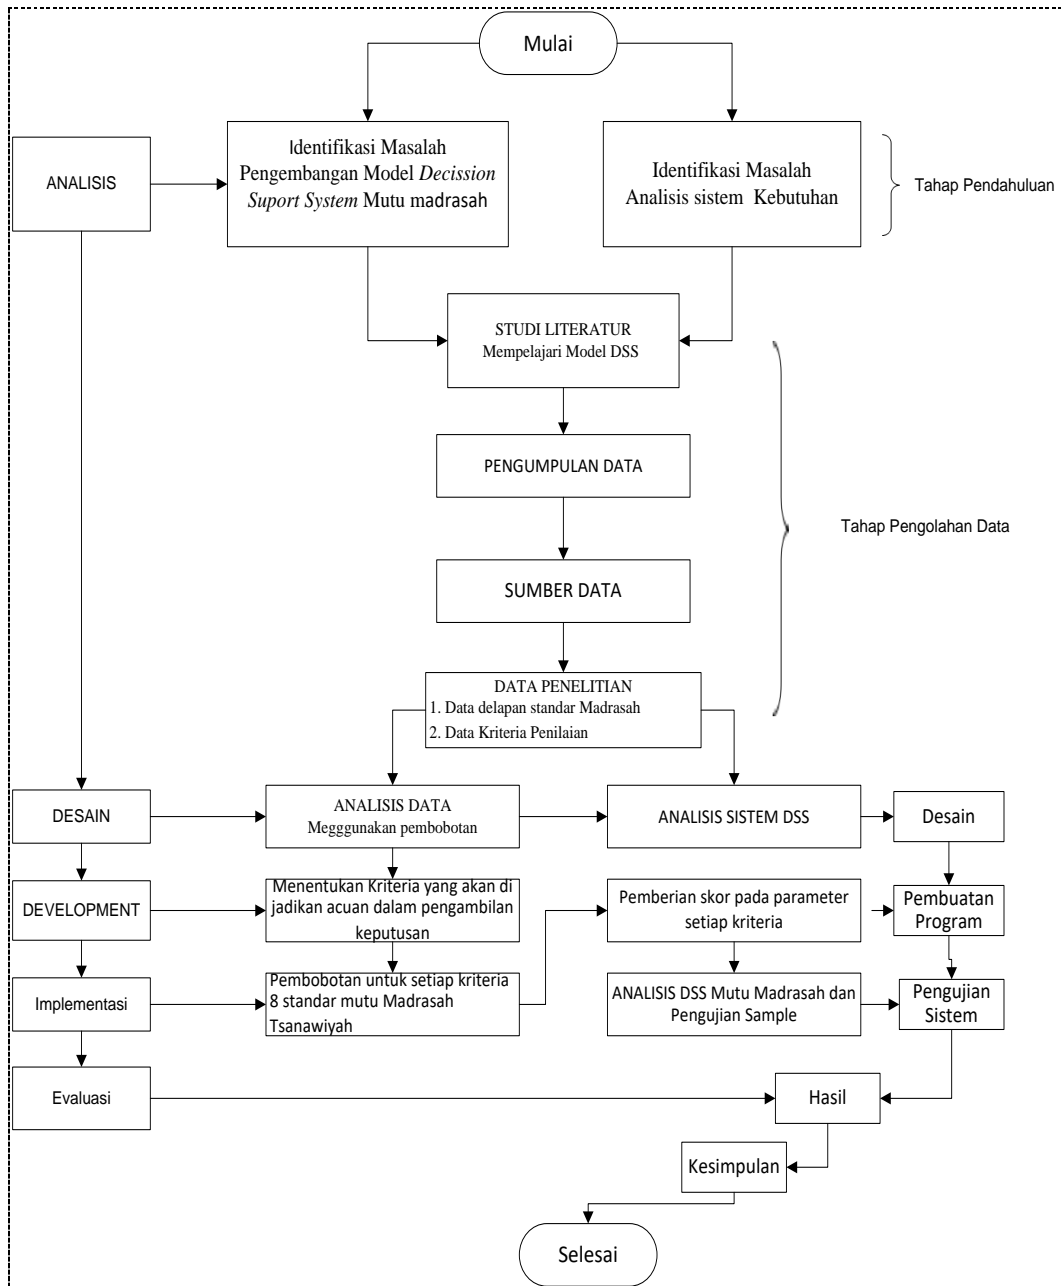 Mulai
ANALISIS
Identifikasi Masalah
Pengembangan Model Decission
Suport System Mutu madrasah
Identifikasi Masalah
Analisis sistem Kebutuhan
Tahap Pendahuluan
STUDI LITERATUR
Mempelajari Model DSS
PENGUMPULAN DATA
Tahap Pengolahan Data
SUMBER DATA
DATA PENELITIAN
1. Data delapan standar Madrasah
2. Data Kriteria Penilaian
DESAIN
ANALISIS DATA
Megggunakan pembobotan
ANALISIS SISTEM DSS
Desain
DEVELOPMENT
Menentukan Kriteria yang akan di
jadikan acuan dalam pengambilan
keputusan
Pemberian skor pada parameter
setiap kriteria
Pembuatan
Program
Implementasi
Pembobotan untuk setiap kriteria
8 standar mutu Madrasah
Tsanawiyah
ANALISIS DSS Mutu Madrasah dan
Pengujian Sample
Pengujian
Sistem
Evaluasi
Hasil
Kesimpulan
Selesai